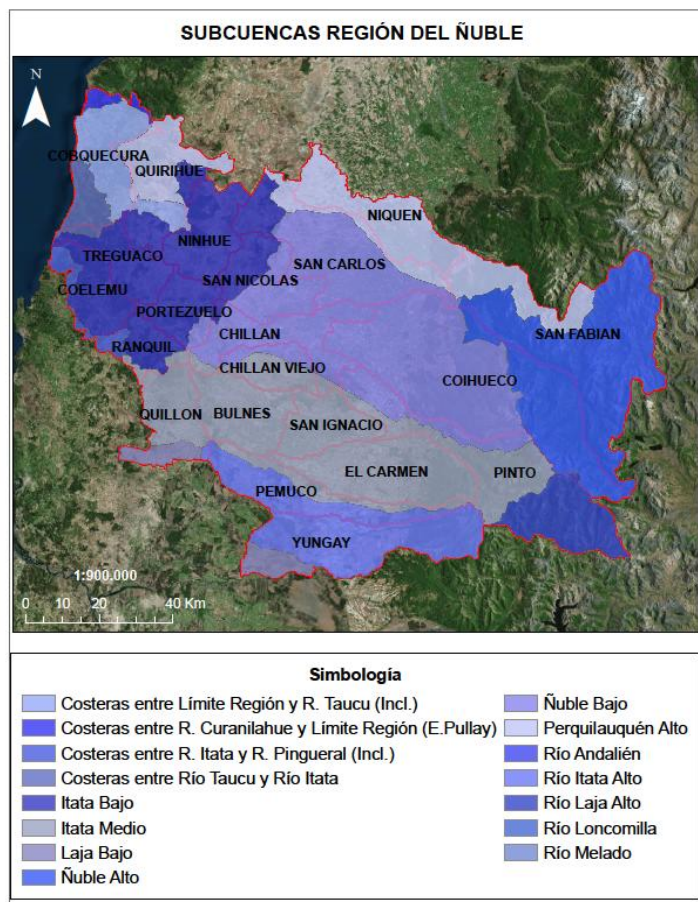 SUBCUENCAS REGIÓN DEL ÑUBLE
N
COBQUECURA
QUIRIHUE
NIQUEN
NINHUE
TREGUACO
SAN CARLOS
SAN NICOLAS
COELEMU
PORTEZUELO
SAN FABIAN
CHILLAN
RANQUIL
CHILLAN VIEJO
COIHUECO
QUILLON
BULNES
SAN IGNACIO
EL CARMEN
PINTO
PEMUCO
YUNGAY
1:900.000
0 10 20 40 Km
Simbología
Costeras entre Límite Región y R. Taucu (Incl.)
Costeras entre R. Curanilahue y Límite Región (E.Pullay)
Costeras entre R. Itata y R. Pingueral (Incl.)
Costeras entre Río Taucu y Río Itata
Itata Bajo
Itata Medio
Laja Bajo
Ñuble Alto
Ñuble Bajo
Perquilauquén Alto
Río Andalién
Río Itata Alto
Río Laja Alto
Río Loncomilla
Río Melado